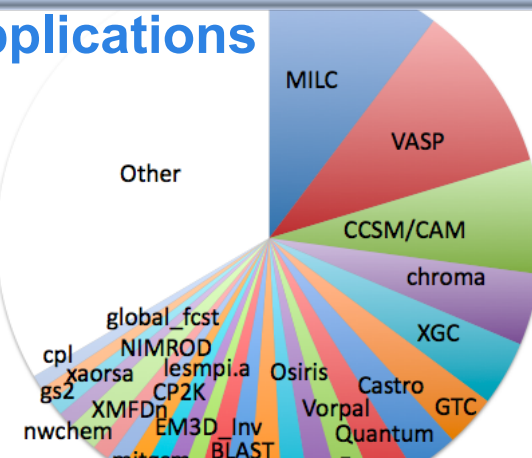 pplications
MILC
VASP
Other
CCSM/CAM
chroma
XGC
GTC
Castro
Quantum
Vorpal
Osiris
BLAST
EM3D_Inv
lesmpi.a
CP2K
NIMROD
XMFDn
global_fcst
nwchem
xaorsa
gs2
cpl